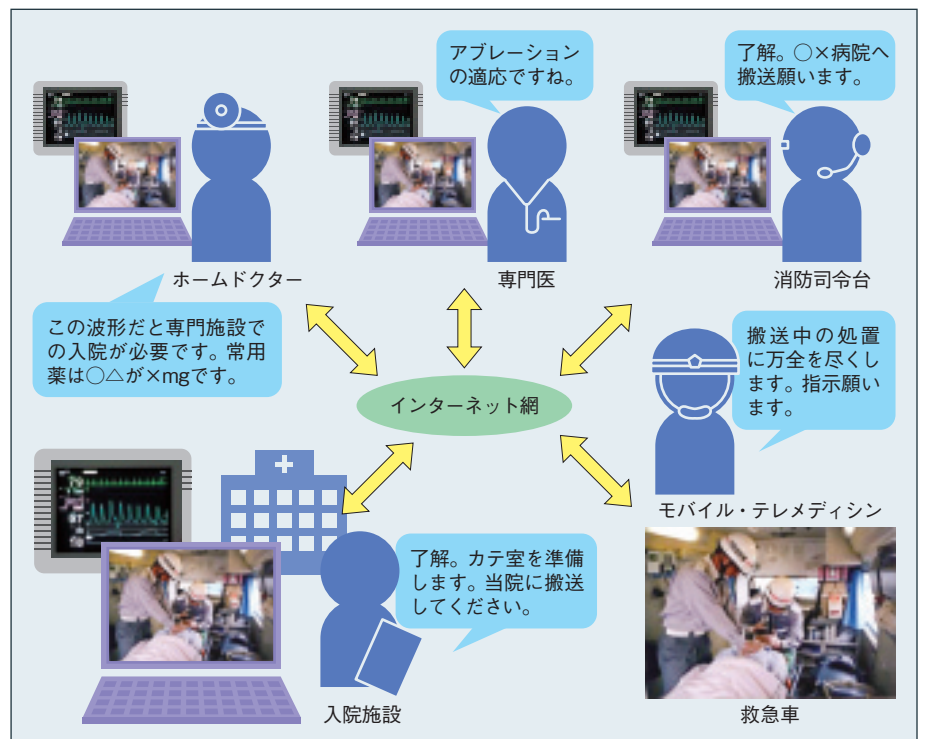 アブレーション
の適応ですね。
了解。○×病院へ
搬送願います。
ホームドクター
専門医
消防司令台
この波形だと専門施設で
の入院が必要です。常用
薬は○△が×mgです。
搬送中の処置
に万全を尽くし
ます。指示願い
ます。
インターネット網
モバイル・テレメディシン
了解。カテ室を準備
します。当院に搬送
してください。
入院施設
救急車